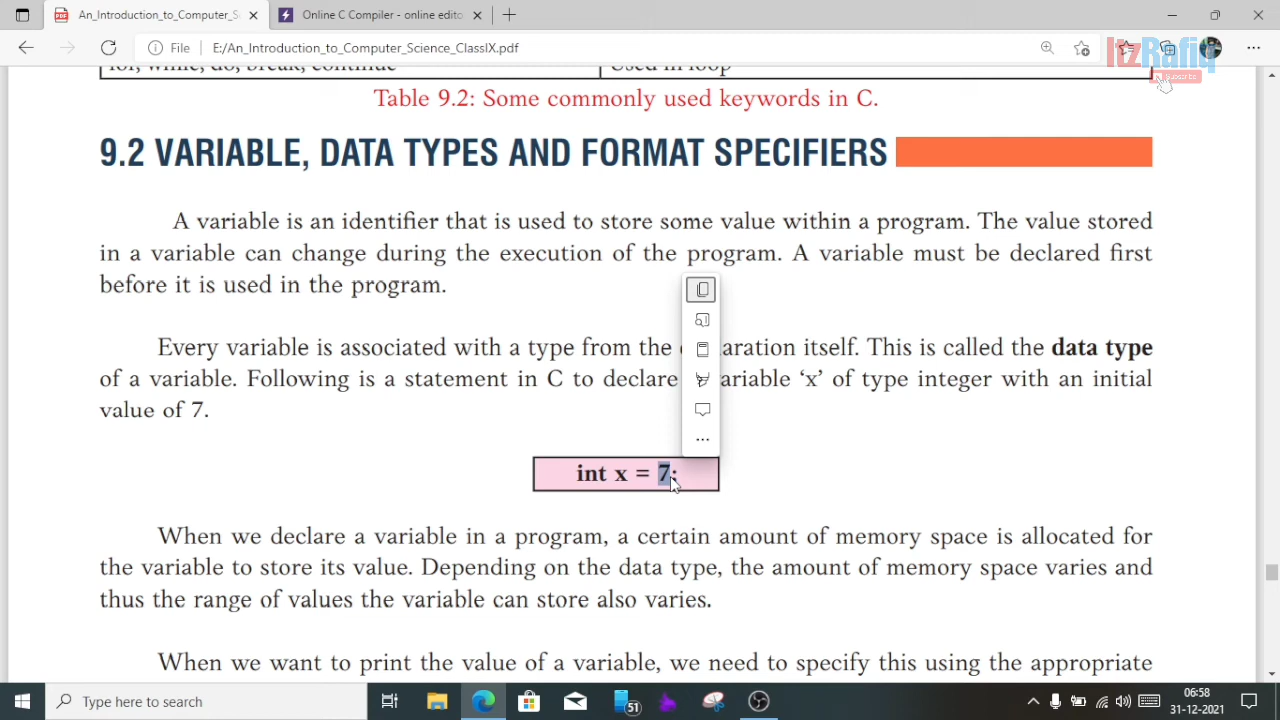 An_Introduction_to_Computer_S
Online C Compiler - online edito
File E:/An_Introduction_to_Computer_Science_ClassIX.pdf
ItzRafiq
Subscribe
for, while, do, break, continue Used in loop
Table 9.2: Some commonly used keywords in C.
9.2 VARIABLE, DATA TYPES AND FORMAT SPECIFIERS
A variable is an identifier that is used to store some value within a program. The value stored
in a variable can change during the execution of the program. A variable must be declared first
before it is used in the program.
Every variable is associated with a type from the aration itself. This is called the data type
of a variable. Following is a statement in C to declare ariable ‘x’ of type integer with an initial
value of 7.
int x = 7;
When we declare a variable in a program, a certain amount of memory space is allocated for
the variable to store its value. Depending on the data type, the amount of memory space varies and
thus the range of values the variable can store also varies.
When we want to print the value of a variable, we need to specify this using the appropriate
Type here to search
51
06:58
31-12-2021